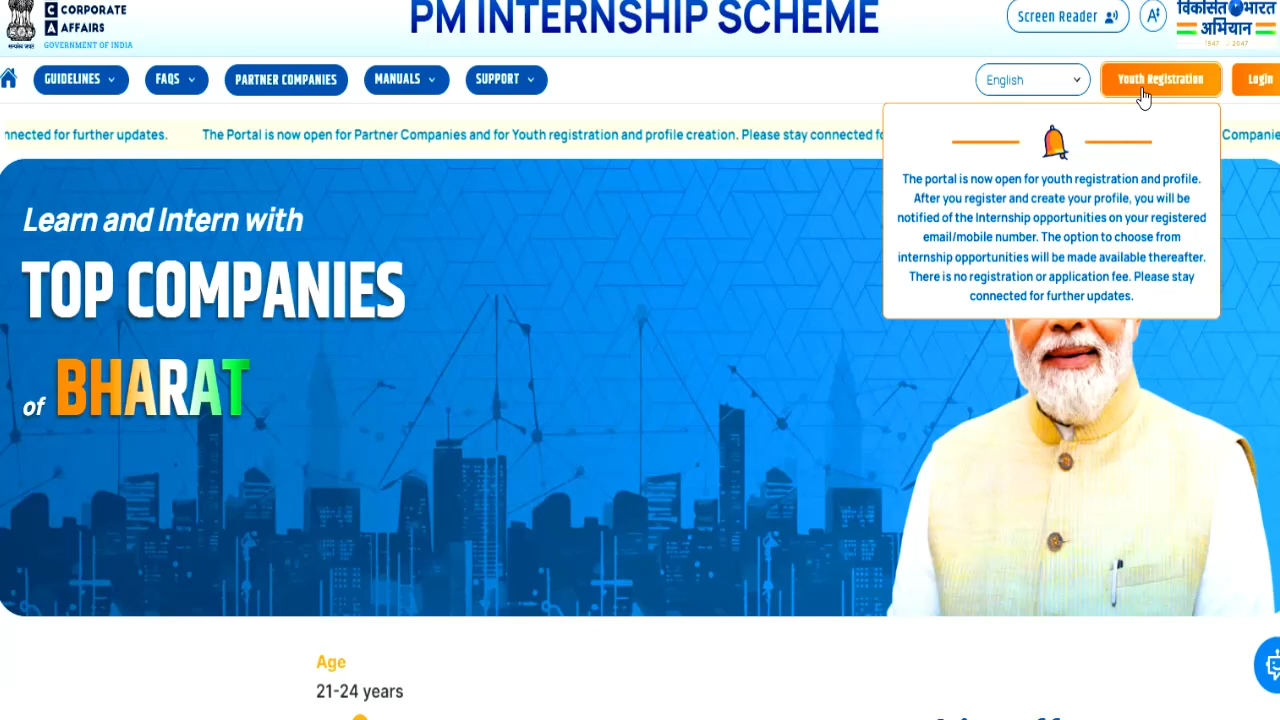 CORPORATE
AFFAIRS
GOVERNMENT OF INDIA
PM INTERNSHIP SCHEME
Screen Reader
विकसित भारत
अभियान
1947 2047
GUIDELINES
FAQS
PARTNER COMPANIES
MANUALS
SUPPORT
English
Youth Registration
Login
nnected for further updates. The Portal is now open for Partner Companies and for Youth registration and profile creation. Please stay connected fo
Companie
The portal is now open for youth registration and profile.
After you register and create your profile, you will be
notified of the Internship opportunities on your registered
email/mobile number. The option to choose from
internship opportunities will be made available thereafter.
There is no registration or application fee. Please stay
connected for further updates.
Learn and Intern with
TOP COMPANIES
of BHARAT
Age
21-24 years